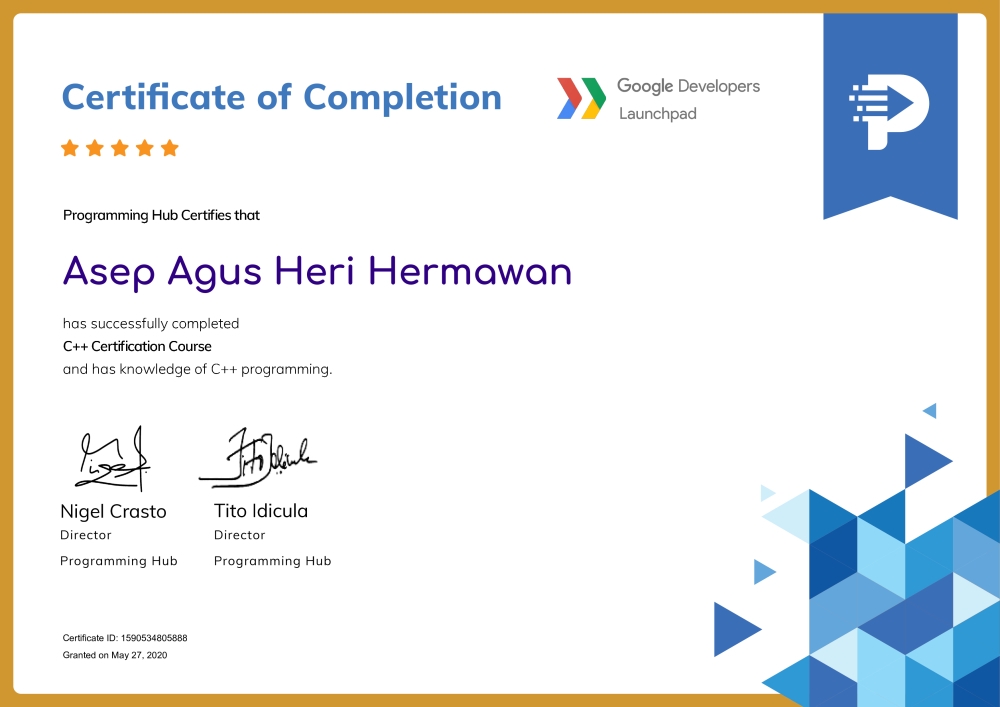 Certificate of Completion
Google Developers
Launchpad
Programming Hub Certifies that
Asep Agus Heri Hermawan
has successfully completed
C++ Certification Course
and has knowledge of C++ programming.
Nigel Crasto
Director
Programming Hub
Tito Idicula
Director
Programming Hub
Certificate ID: 1590534805888
Granted on May 27, 2020